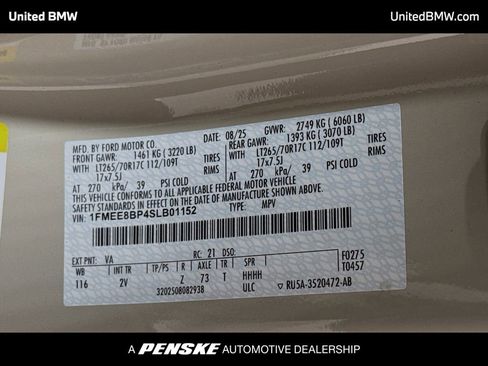 United BMW
UnitedBMW.com
MFD. BY FORD MOTOR CO. 08/25 GVWR: 2749 KG ( 6060 LB)
FRONT GAWR: 1461 KG ( 3220 LB) REAR GAWR: 1393 KG ( 3070 LB)
WITH LT265/70R17C 112/109T TIRES WITH LT265/70R17C 112/109T TIRES
17x7.5J RIMS 17x7.5J RIMS
AT 270 kPa/ 39 PSI COLD AT 270 kPa/ 39 PSI COLD
THIS VEHICLE CONFORMS TO ALL APPLICABLE FEDERAL MOTOR VEHICLE
SAFETY STANDARDS IN EFFECT ON THE DATE OF MANUFACTURE SHOWN ABOVE.
VIN: 1FMEE8BP4SLB01152 TYPE: MPV
EXT PNT: VA RC: 21 DSO: F0275
WB INT TR TP/PS R AXLE TR SPR T0457
116 2V Z 73 T HHHH
3202508082938 ULC RU5A-3520472-AB
A PENSKE AUTOMOTIVE DEALERSHIP